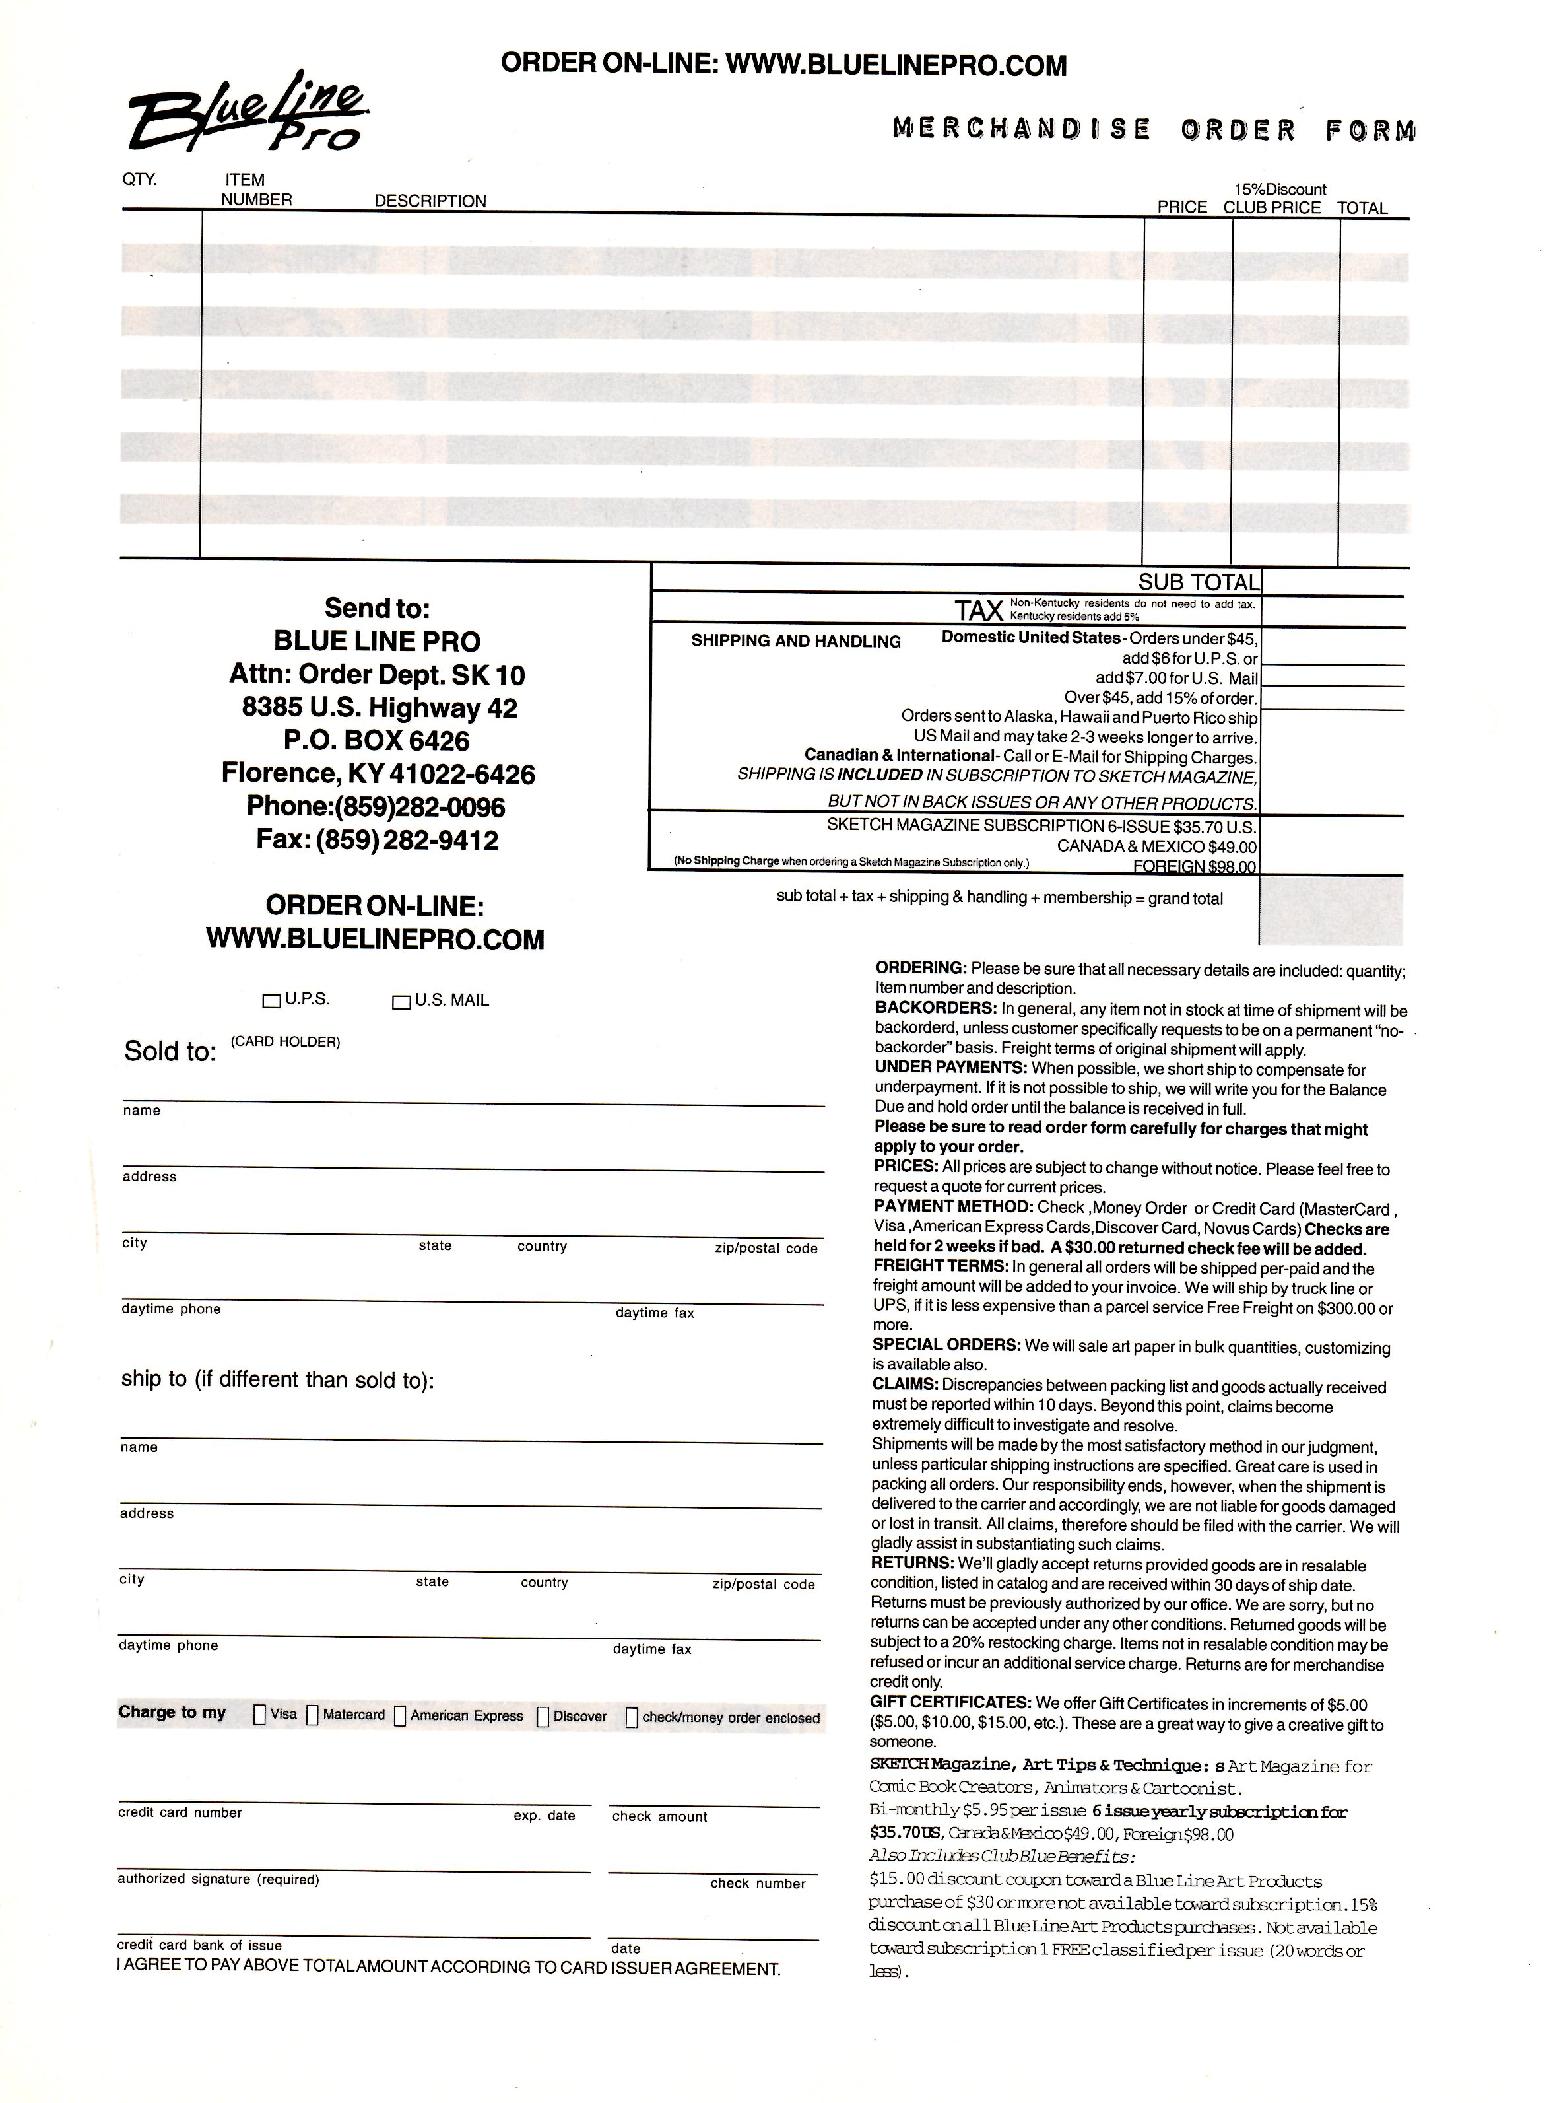 ORDER ON-LINE: WWW.BLUELINEPRO.COM
Blue Line
Pro
MERCHANDISE ORDER FORM
QTY. ITEM
NUMBER DESCRIPTION
15% Discount
PRICE CLUB PRICE TOTAL
SUB TOTAL
TAX Non-Kentucky residents do not need to add tax.
Kentucky residents add 5%
SHIPPING AND HANDLING Domestic United States- Orders under $45,
add $6 for U.P.S. or
add $7.00 for U.S. Mail
Over $45, add 15% of order.
Orders sent to Alaska, Hawaii and Puerto Rico ship
US Mail and may take 2-3 weeks longer to arrive.
Canadian & International- Call or E-Mail for Shipping Charges.
SHIPPING IS INCLUDED IN SUBSCRIPTION TO SKETCH MAGAZINE,
BUT NOT IN BACK ISSUES OR ANY OTHER PRODUCTS.
SKETCH MAGAZINE SUBSCRIPTION 6-ISSUE $35.70 U.S.
CANADA & MEXICO $49.00
(No Shipping Charge when ordering a Sketch Magazine Subscription only.) FOREIGN $98.00
sub total + tax + shipping & handling + membership = grand total
Send to:
BLUE LINE PRO
Attn: Order Dept. SK 10
8385 U.S. Highway 42
P.O. BOX 6426
Florence, KY 41022-6426
Phone:(859)282-0096
Fax: (859) 282-9412
ORDER ON-LINE:
WWW.BLUELINEPRO.COM
U.P.S. U.S. MAIL
Sold to: (CARD HOLDER)
name
address
city state country zip/postal code
daytime phone daytime fax
ship to (if different than sold to):
name
address
city state country zip/postal code
daytime phone daytime fax
Charge to my Visa Matercard American Express Discover check/money order enclosed
credit card number exp. date check amount
authorized signature (required) check number
credit card bank of issue date
I AGREE TO PAY ABOVE TOTAL AMOUNT ACCORDING TO CARD ISSUER AGREEMENT.
ORDERING: Please be sure that all necessary details are included: quantity;
Item number and description.
BACKORDERS: In general, any item not in stock at time of shipment will be
backorderd, unless customer specifically requests to be on a permanent "no-
backorder" basis. Freight terms of original shipment will apply.
UNDER PAYMENTS: When possible, we short ship to compensate for
underpayment. If it is not possible to ship, we will write you for the Balance
Due and hold order until the balance is received in full.
Please be sure to read order form carefully for charges that might
apply to your order.
PRICES: All prices are subject to change without notice. Please feel free to
request a quote for current prices.
PAYMENT METHOD: Check ,Money Order or Credit Card (MasterCard ,
Visa ,American Express Cards,Discover Card, Novus Cards) Checks are
held for 2 weeks if bad. A $30.00 returned check fee will be added.
FREIGHT TERMS: In general all orders will be shipped per-paid and the
freight amount will be added to your invoice. We will ship by truck line or
UPS, if it is less expensive than a parcel service Free Freight on $300.00 or
more.
SPECIAL ORDERS: We will sale art paper in bulk quantities, customizing
is available also.
CLAIMS: Discrepancies between packing list and goods actually received
must be reported within 10 days. Beyond this point, claims become
extremely difficult to investigate and resolve.
Shipments will be made by the most satisfactory method in our judgment,
unless particular shipping instructions are specified. Great care is used in
packing all orders. Our responsibility ends, however, when the shipment is
delivered to the carrier and accordingly, we are not liable for goods damaged
or lost in transit. All claims, therefore should be filed with the carrier. We will
gladly assist in substantiating such claims.
RETURNS: We'll gladly accept returns provided goods are in resalable
condition, listed in catalog and are received within 30 days of ship date.
Returns must be previously authorized by our office. We are sorry, but no
returns can be accepted under any other conditions. Returned goods will be
subject to a 20% restocking charge. Items not in resalable condition may be
refused or incur an additional service charge. Returns are for merchandise
credit only.
GIFT CERTIFICATES: We offer Gift Certificates in increments of $5.00
($5.00, $10.00, $15.00, etc.). These are a great way to give a creative gift to
someone.
SKETCH Magazine, Art Tips & Technique: s Art Magazine for
Comic Book Creators, Animators & Cartoonist.
Bi-monthly $5.95 per issue 6 issue yearly subscription for
$35.70US, Canada & Mexico $49.00, Foreign $98.00
Also Includes Club Blue Benefits:
$15.00 discount coupon toward a Blue Line Art Products
purchase of $30 or more not available toward subscription. 15%
discount on all Blue Line Art Products purchases. Not available
toward subscription 1 FREE classified per issue (20 words or
less).